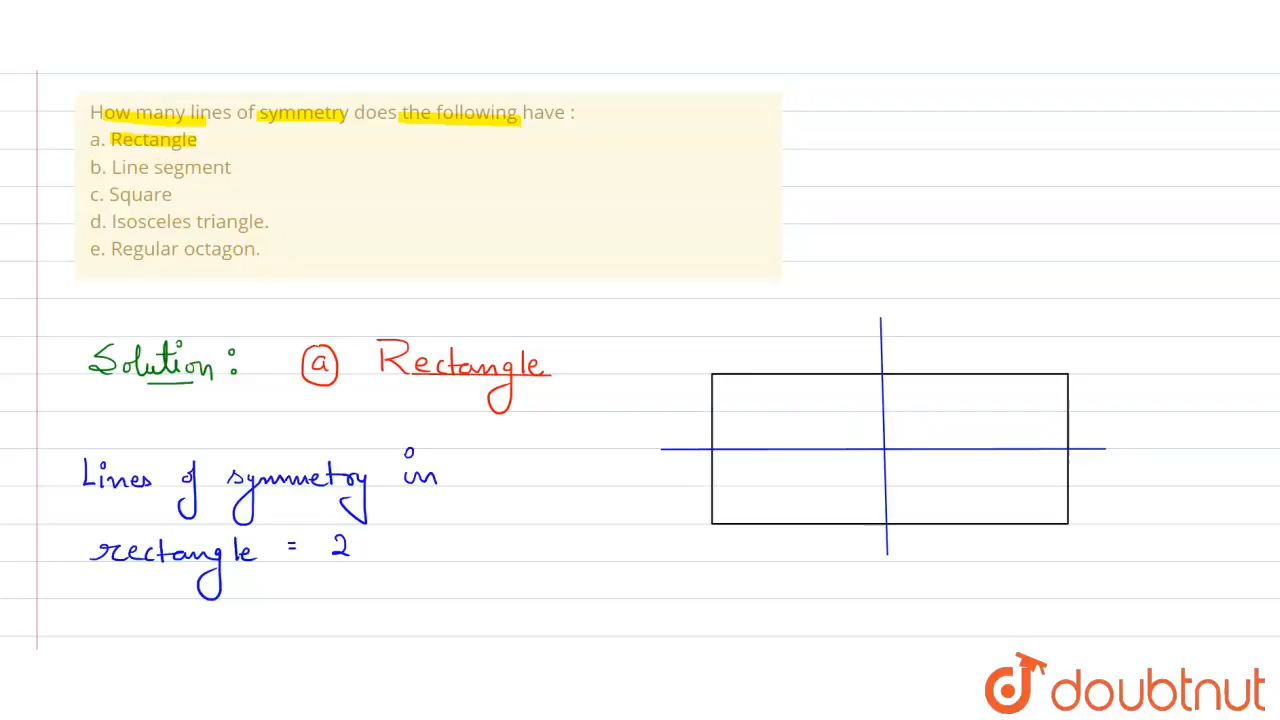 How many lines of symmetry does the following have :
a. Rectangle
b. Line segment
c. Square
d. Isosceles triangle.
e. Regular octagon.
Solution: (a) Rectangle
Lines of symmetry in
rectangle = 2
doubtnut